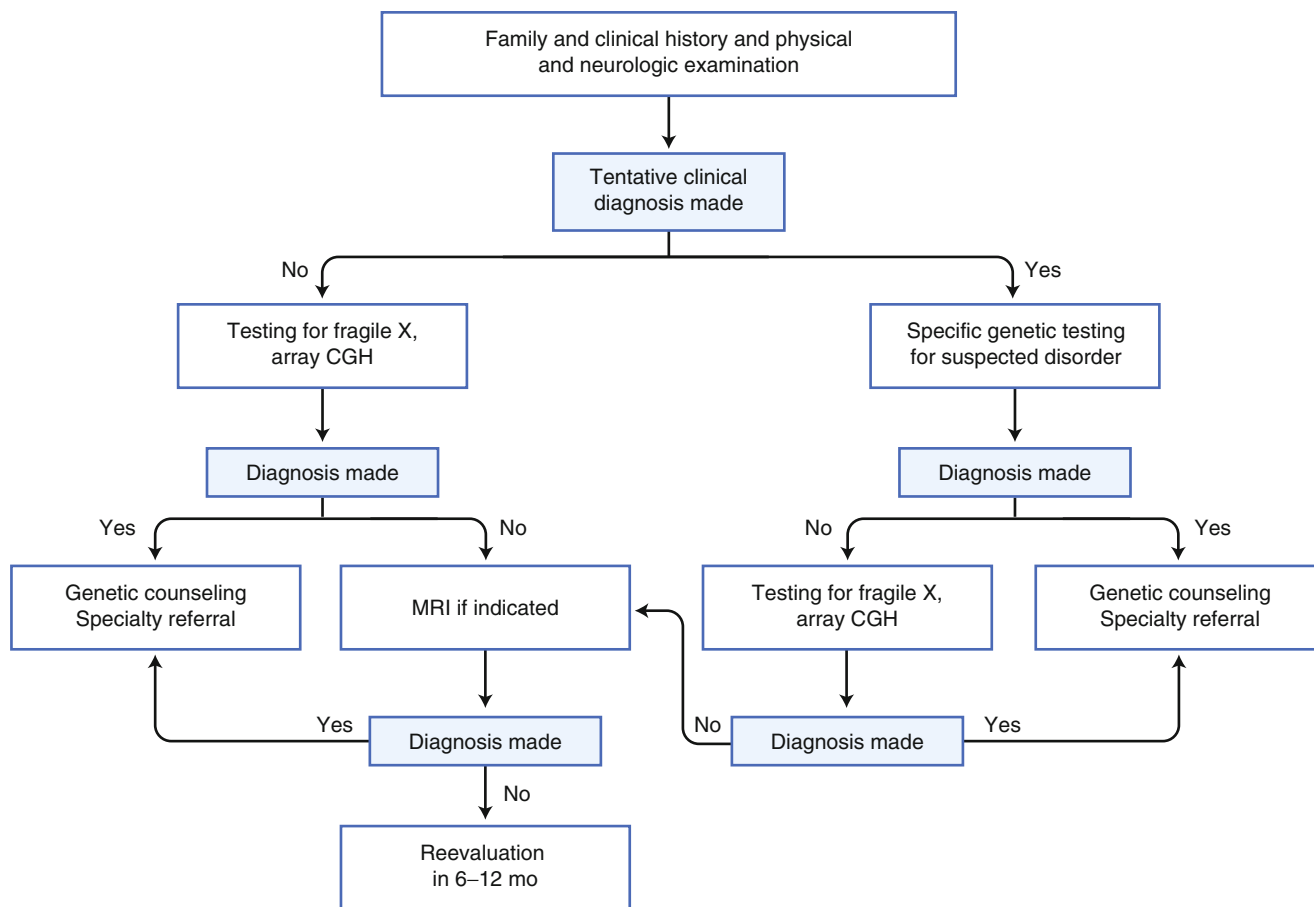 Family and clinical history and physical
and neurologic examination
Tentative clinical
diagnosis made
No
Yes
Testing for fragile X,
array CGH
Specific genetic testing
for suspected disorder
Diagnosis made
Diagnosis made
Yes
No
No
Yes
Genetic counseling
Specialty referral
MRI if indicated
Testing for fragile X,
array CGH
Genetic counseling
Specialty referral
Yes
Diagnosis made
No
Diagnosis made
Yes
No
Reevaluation
in 6–12 mo